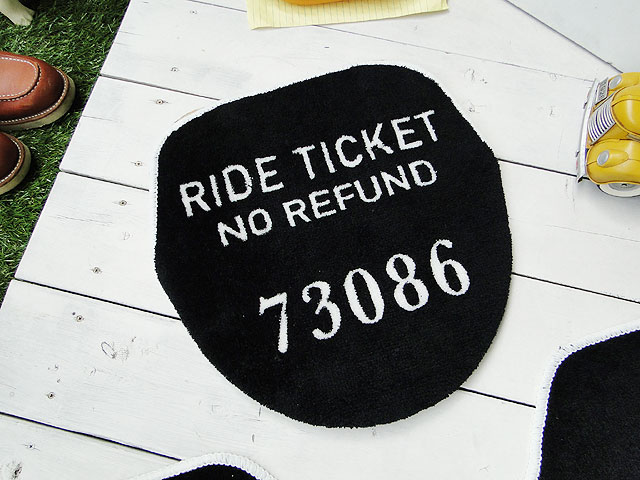 RIDE TICKET
NO REFUND
73086